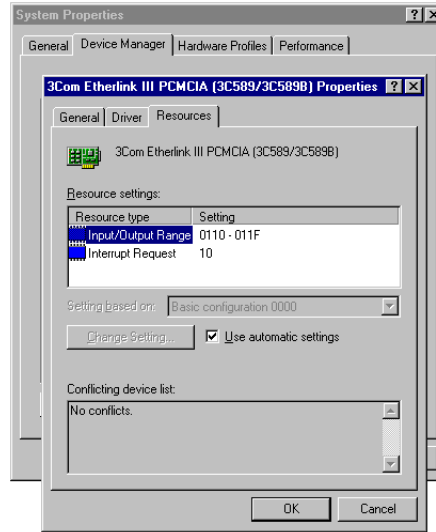 System Properties
General Device Manager Hardware Profiles Performance
3Com Etherlink III PCMCIA (3C589/3C589B) Properties
General Driver Resources
3Com Etherlink III PCMCIA (3C589/3C589B)
Resource settings:
Resource type Setting
Input/Output Range 0110 - 011F
Interrupt Request 10
Setting based on: Basic configuration 0000
Change Setting... Use automatic settings
Conflicting device list:
No conflicts.
OK Cancel